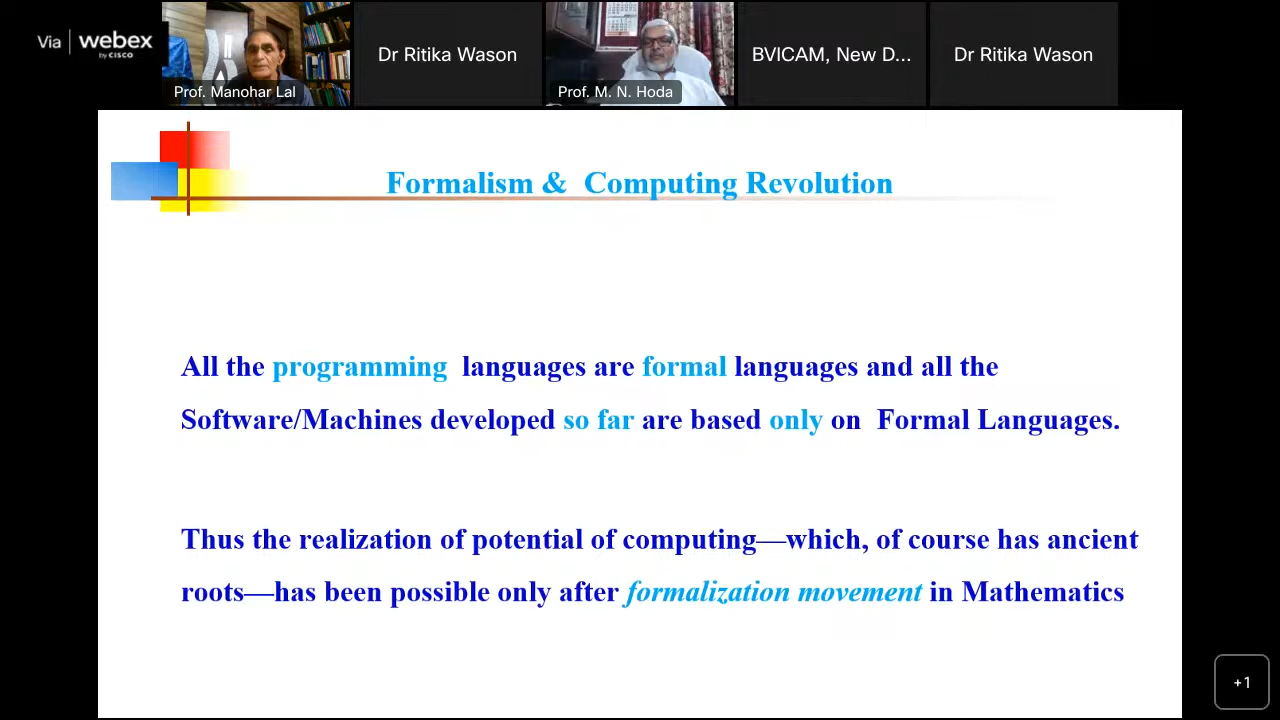 Via | webex
by CISCO
Prof. Manohar Lal
Dr Ritika Wason
Prof. M. N. Hoda
BVICAM, New D...
Dr Ritika Wason
Formalism & Computing Revolution
All the programming languages are formal languages and all the
Software/Machines developed so far are based only on Formal Languages.
Thus the realization of potential of computing—which, of course has ancient
roots—has been possible only after formalization movement in Mathematics
+1